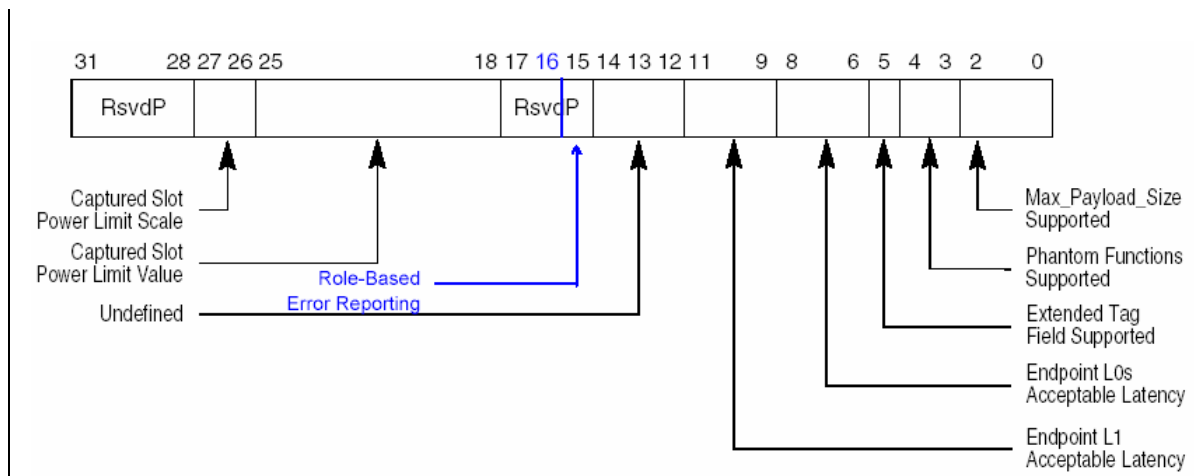 31 28 27 26 25 18 17 16 15 14 13 12 11 9 8 6 5 4 3 2 0
RsvdP RsvdP
Captured Slot
Power Limit Scale
Captured Slot
Power Limit Value
Role-Based
Error Reporting
Undefined
Max_Payload_Size
Supported
Phantom Functions
Supported
Extended Tag
Field Supported
Endpoint L0s
Acceptable Latency
Endpoint L1
Acceptable Latency